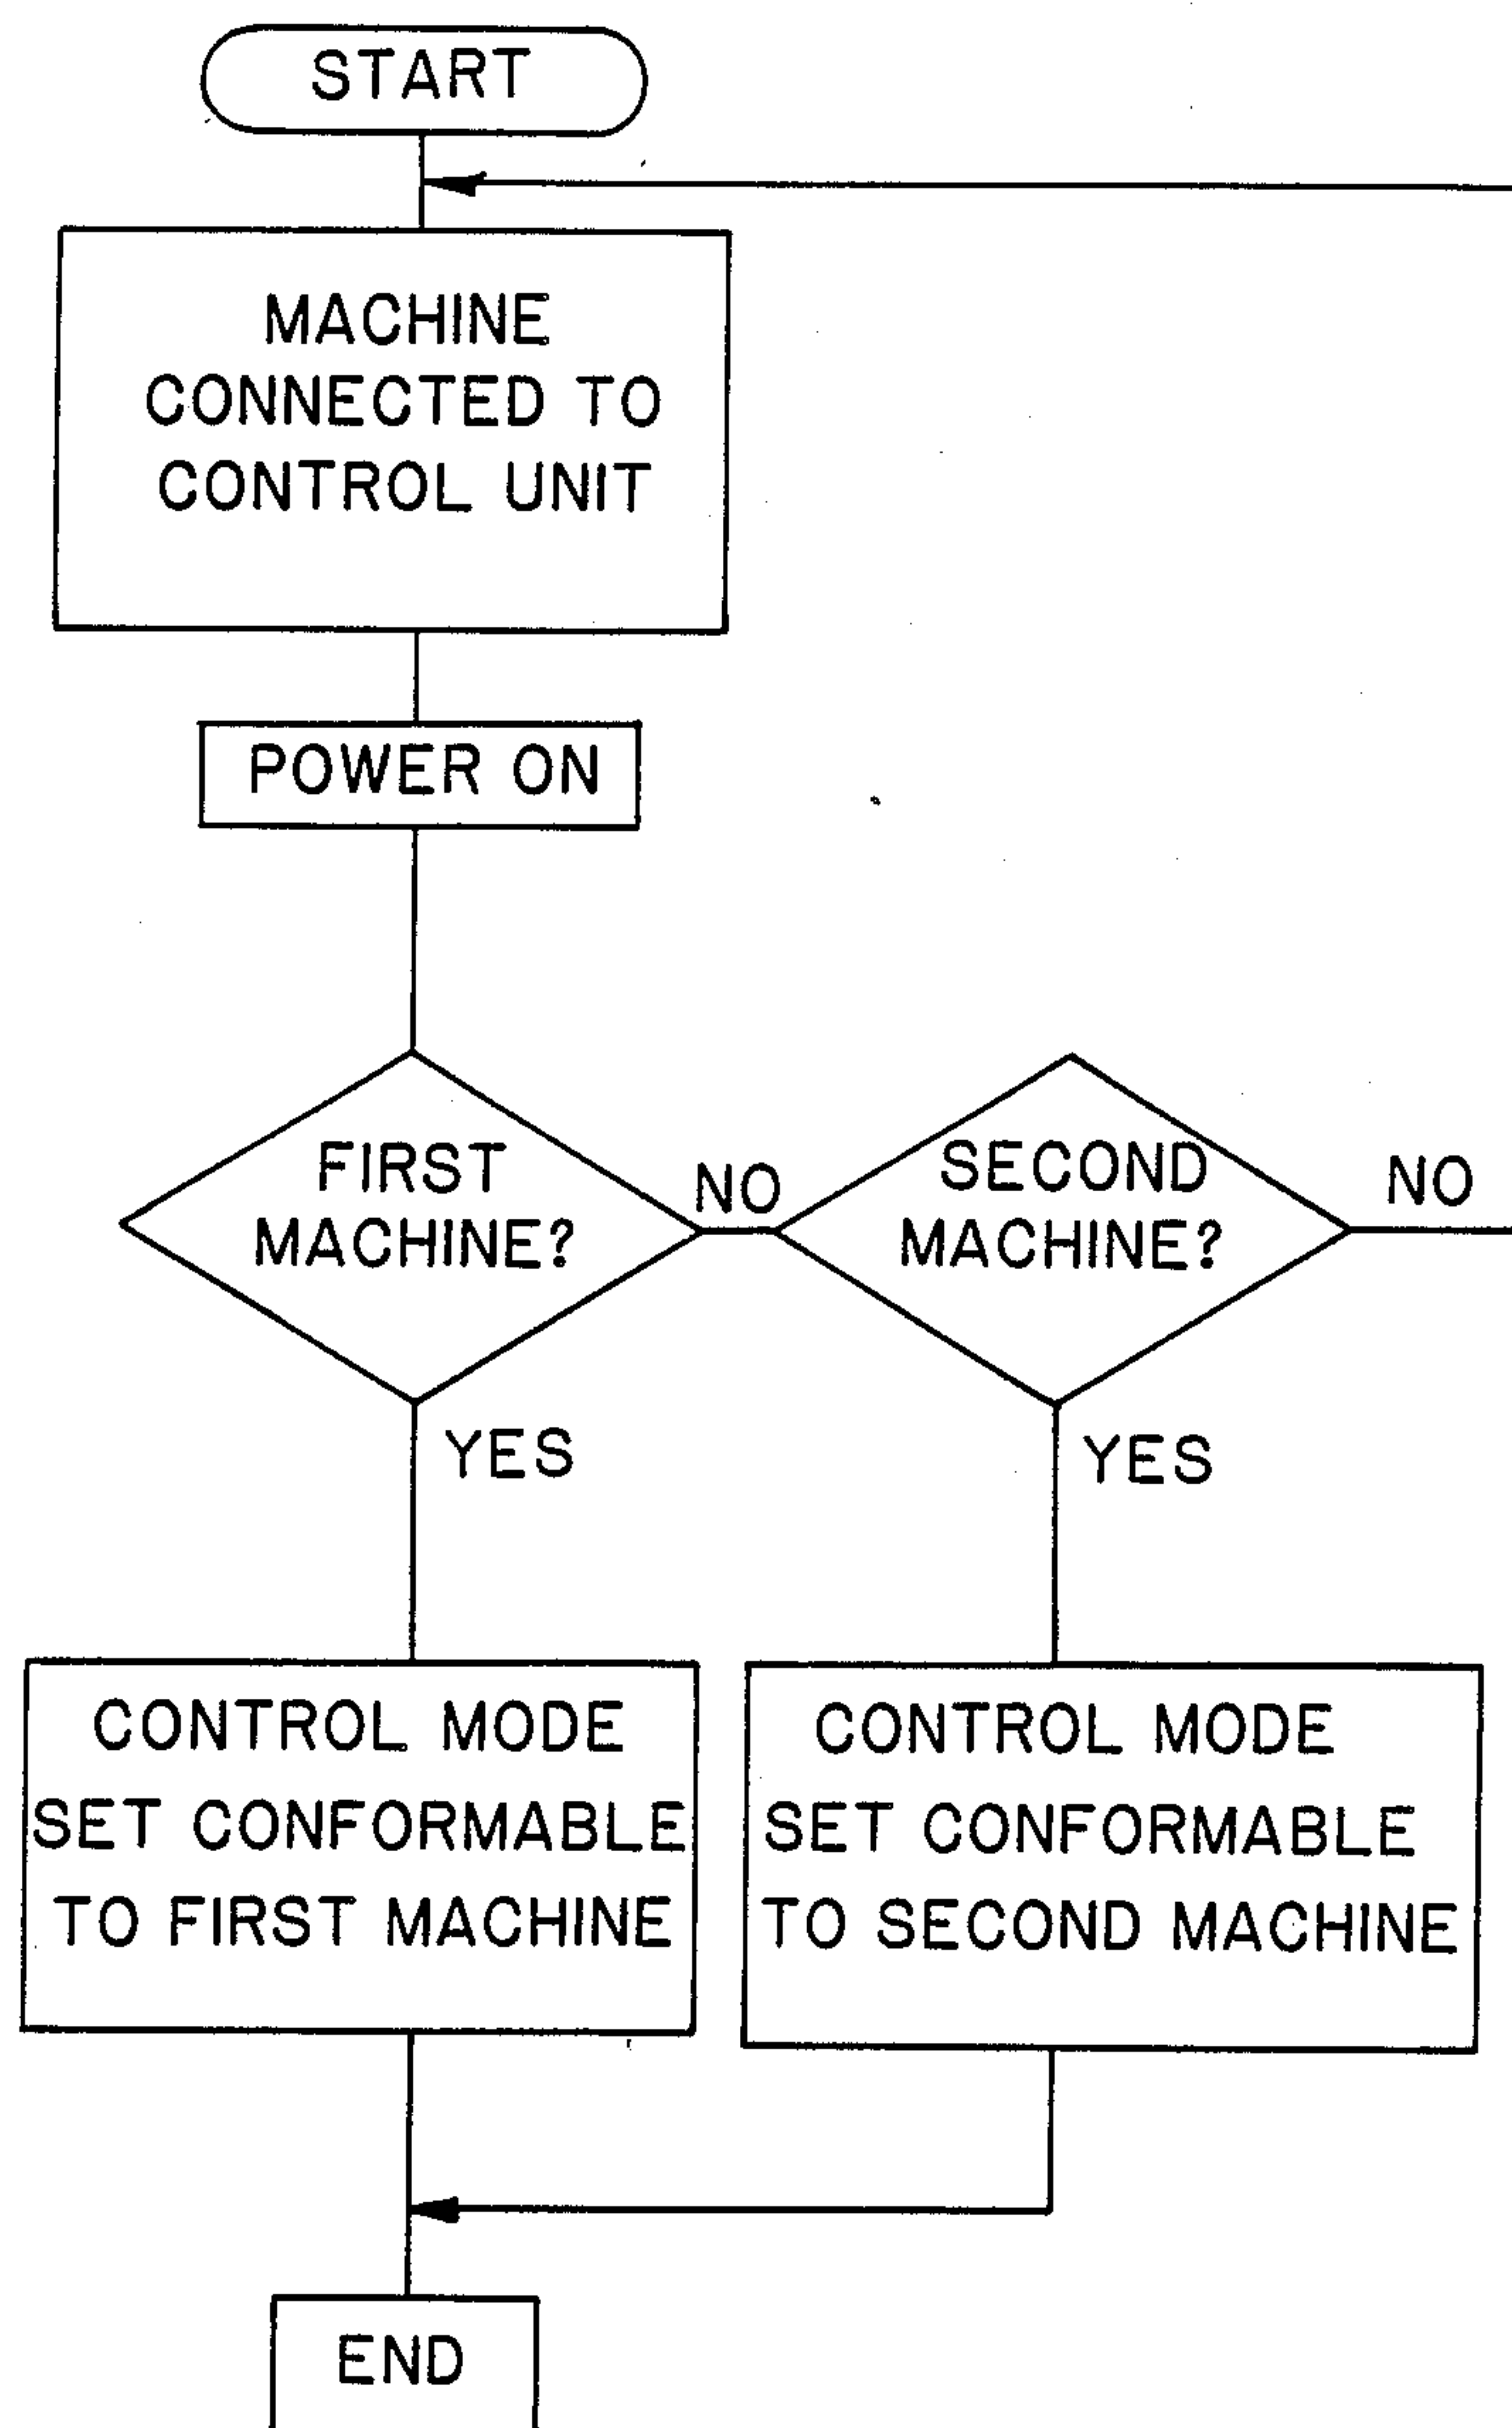 START
MACHINE
CONNECTED TO
CONTROL UNIT
POWER ON
FIRST
MACHINE?
NO
SECOND
MACHINE?
NO
YES
YES
CONTROL MODE
SET CONFORMABLE
TO FIRST MACHINE
CONTROL MODE
SET CONFORMABLE
TO SECOND MACHINE
END